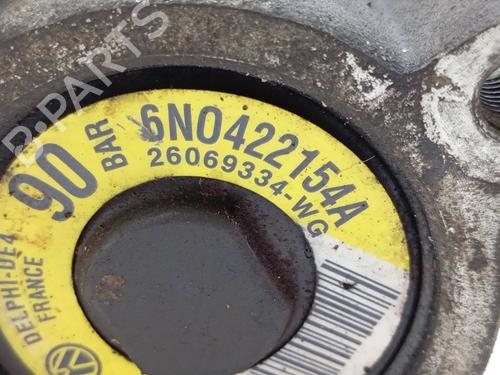 B-PARTS
6N0422154A
26069334-WG
90
BAR
DELPHI-DE4
FRANCE